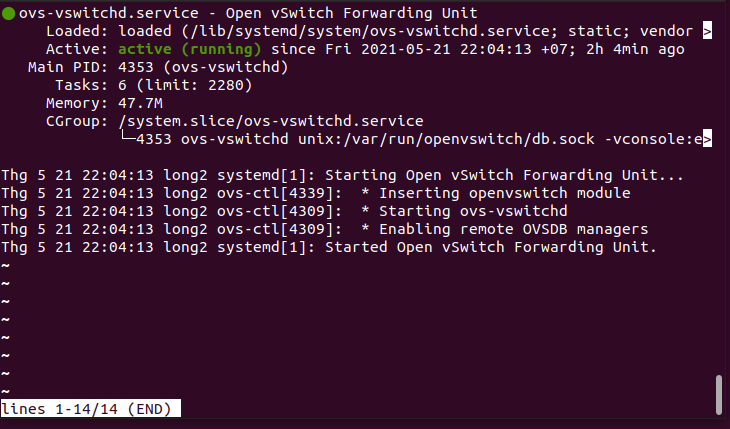 ● ovs-vswitchd.service - Open vSwitch Forwarding Unit
     Loaded: loaded (/lib/systemd/system/ovs-vswitchd.service; static; vendor >
     Active: active (running) since Fri 2021-05-21 22:04:13 +07; 2h 4min ago
   Main PID: 4353 (ovs-vswitchd)
      Tasks: 6 (limit: 2280)
     Memory: 47.7M
     CGroup: /system.slice/ovs-vswitchd.service
             └─4353 ovs-vswitchd unix:/var/run/openvswitch/db.sock -vconsole:e>

Thg 5 21 22:04:13 long2 systemd[1]: Starting Open vSwitch Forwarding Unit...
Thg 5 21 22:04:13 long2 ovs-ctl[4339]:  * Inserting openvswitch module
Thg 5 21 22:04:13 long2 ovs-ctl[4309]:  * Starting ovs-vswitchd
Thg 5 21 22:04:13 long2 ovs-ctl[4309]:  * Enabling remote OVSDB managers
Thg 5 21 22:04:13 long2 systemd[1]: Started Open vSwitch Forwarding Unit.
~
~
~
~
~
~
~
~
lines 1-14/14 (END)